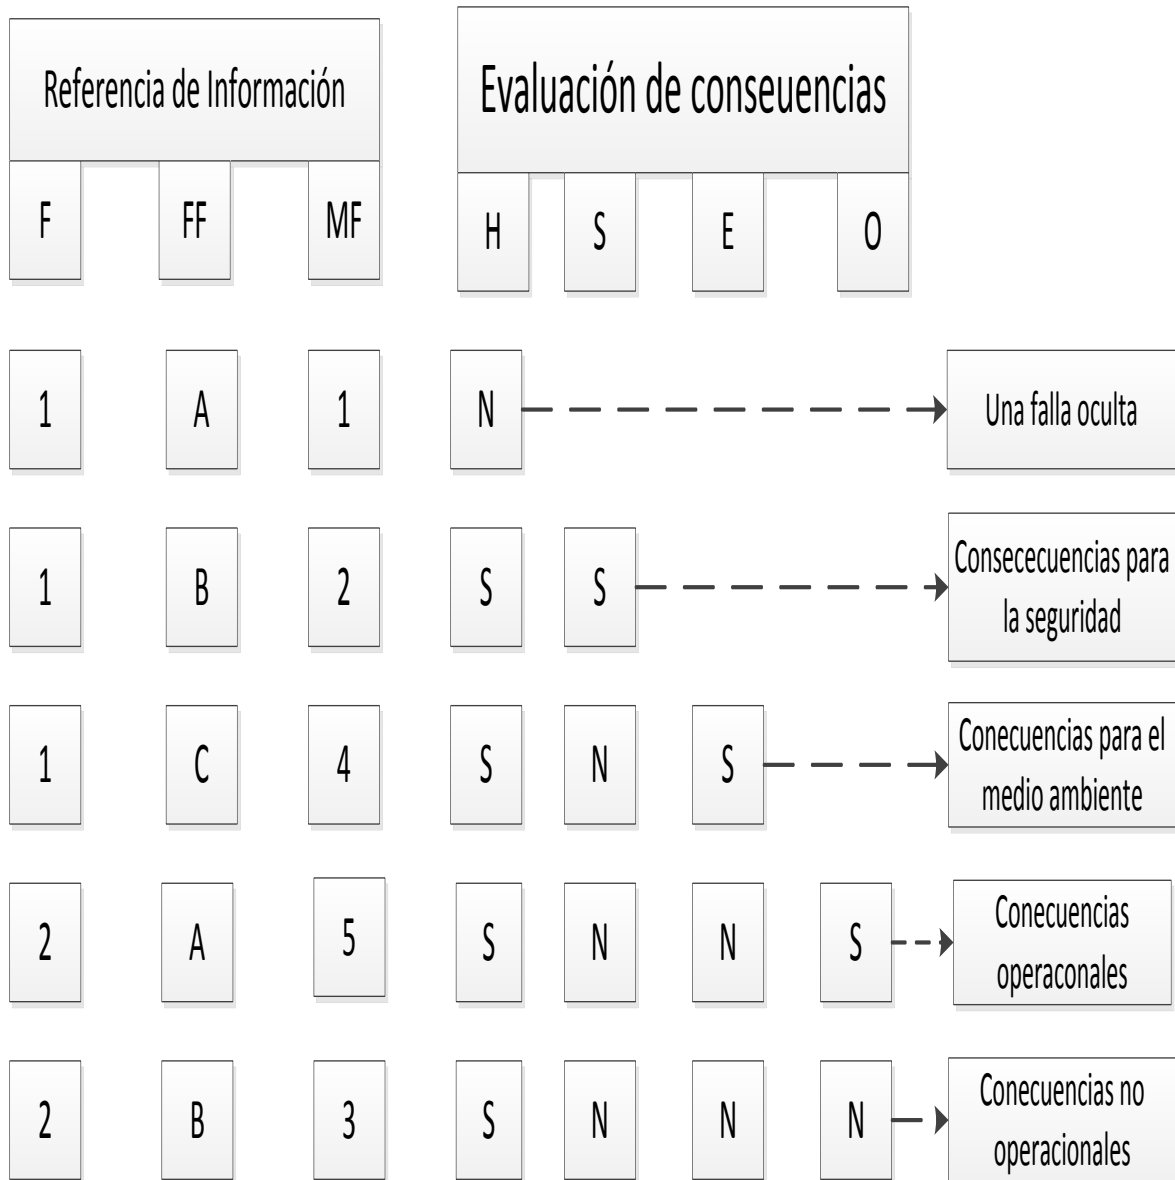 Referencia de Información
Evaluación de conseuencias
F FF MF
H S E O
1 A 1 N
Una falla oculta
1 B 2 S S
Consececuencias para
la seguridad
1 C 4 S N S
Conecuencias para el
medio ambiente
2 A 5 S N N S
Conecuencias
operaconales
2 B 3 S N N N
Conecuencias no
operacionales